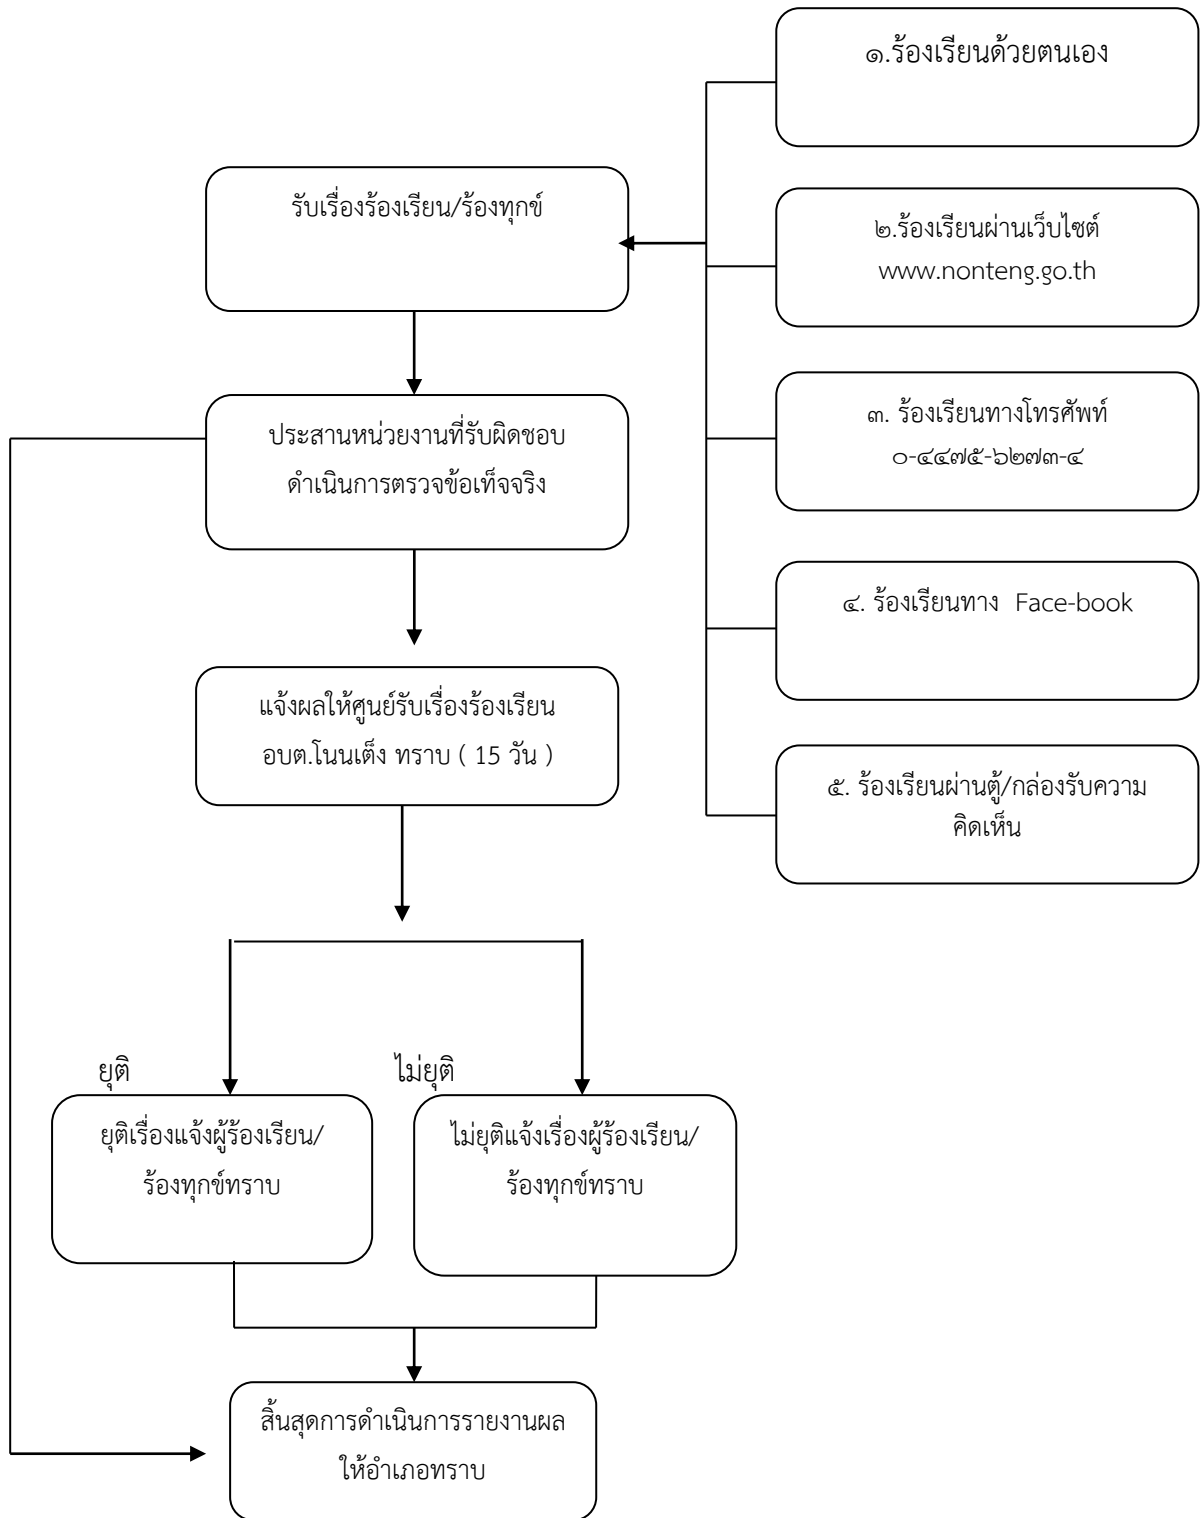 ๑.ร้องเรียนด้วยตนเอง
รับเรื่องร้องเรียน/ร้องทุกข์
๒.ร้องเรียนผ่านเว็บไซต์
www.nonteng.go.th
๓. ร้องเรียนทางโทรศัพท์
๐-๔๔๗๕-๖๒๗๓-๔
ประสานหน่วยงานที่รับผิดชอบ
ดำเนินการตรวจข้อเท็จจริง
๔. ร้องเรียนทาง Face-book
แจ้งผลให้ศูนย์รับเรื่องร้องเรียน
อบต.โนนเต็ง ทราบ ( 15 วัน )
๕. ร้องเรียนผ่านตู้/กล่องรับความ
คิดเห็น
ยุติ
ไม่ยุติ
ยุติเรื่องแจ้งผู้ร้องเรียน/
ร้องทุกข์ทราบ
ไม่ยุติแจ้งเรื่องผู้ร้องเรียน/
ร้องทุกข์ทราบ
สิ้นสุดการดำเนินการรายงานผล
ให้อำเภอทราบ